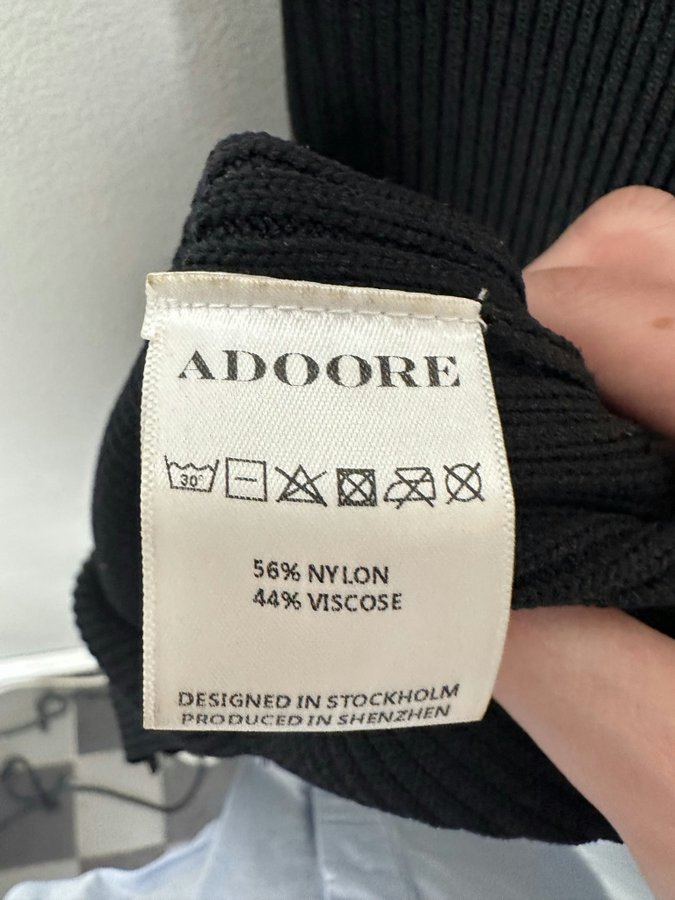 ADOORE
30°
56% NYLON
44% VISCOSE
DESIGNED IN STOCKHOLM
PRODUCED IN SHENZHEN